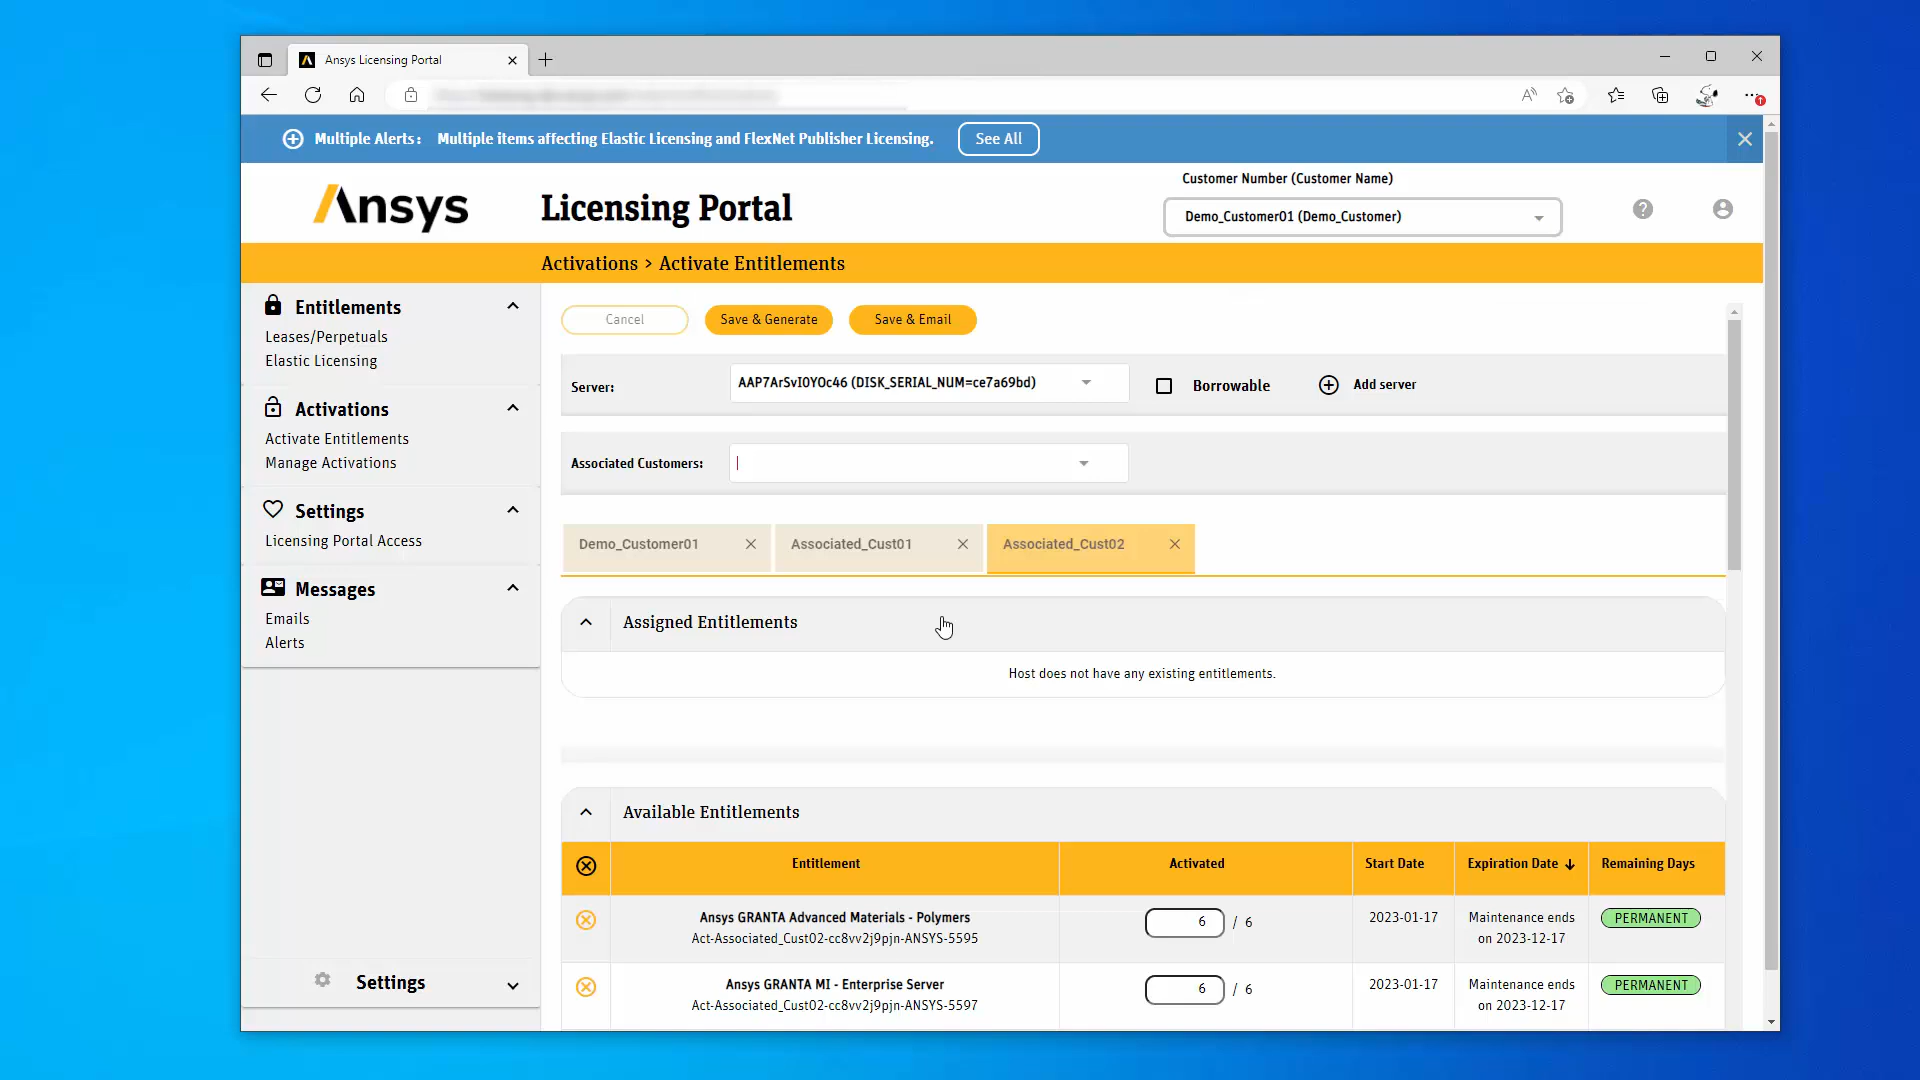 Ansys Licensing Portal
Multiple Alerts: Multiple items affecting Elastic Licensing and FlexNet Publisher Licensing. See All
Ansys
Licensing Portal
Customer Number (Customer Name)
Demo_Customer01 (Demo_Customer)
Activations > Activate Entitlements
Entitlements
Leases/Perpetuals
Elastic Licensing
Activations
Activate Entitlements
Manage Activations
Settings
Licensing Portal Access
Messages
Emails
Alerts
Settings
Cancel Save & Generate Save & Email
Server: AAP7ArSvI0YOc46 (DISK_SERIAL_NUM=ce7a69bd) Borrowable Add server
Associated Customers:
Demo_Customer01 Associated_Cust01 Associated_Cust02
Assigned Entitlements
Host does not have any existing entitlements.
Available Entitlements
Entitlement Activated Start Date Expiration Date Remaining Days
Ansys GRANTA Advanced Materials - Polymers 6 / 6 2023-01-17 Maintenance ends PERMANENT
Act-Associated_Cust02-cc8vv2j9pjn-ANSYS-5595 on 2023-12-17
Ansys GRANTA MI - Enterprise Server 6 / 6 2023-01-17 Maintenance ends PERMANENT
Act-Associated_Cust02-cc8vv2j9pjn-ANSYS-5597 on 2023-12-17